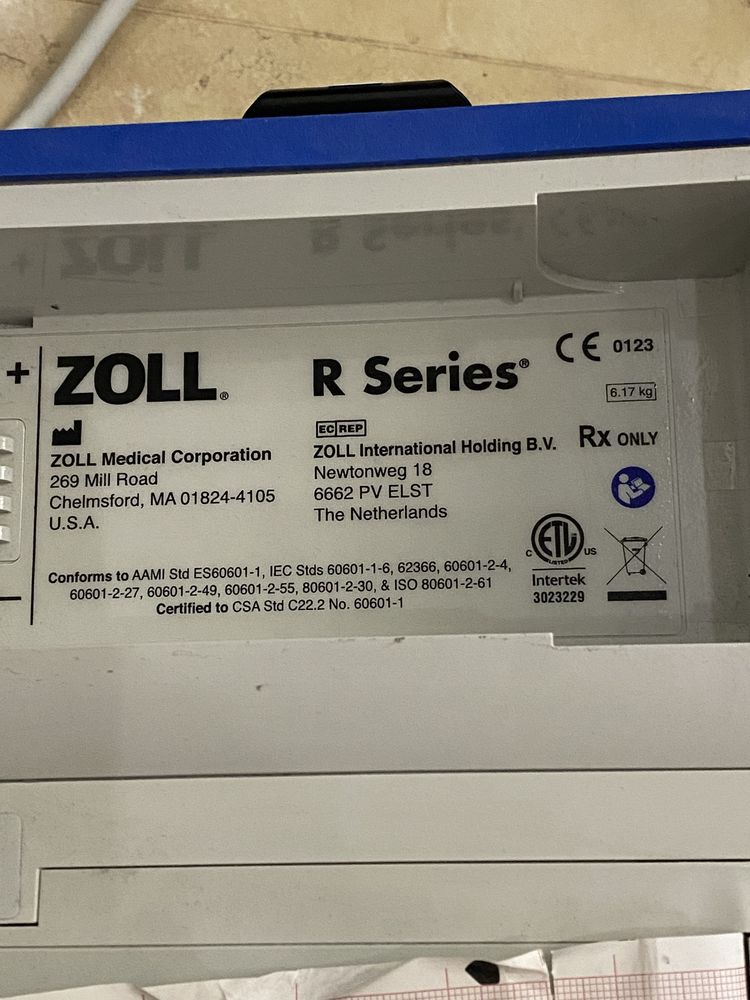 + ZOLL® R Series® CE 0123
6.17 kg
EC REP
ZOLL Medical Corporation
269 Mill Road
Chelmsford, MA 01824-4105
U.S.A.
ZOLL International Holding B.V.
Newtonweg 18
6662 PV ELST
The Netherlands
Rx ONLY
Conforms to AAMI Std ES60601-1, IEC Stds 60601-1-6, 62366, 60601-2-4,
60601-2-27, 60601-2-49, 60601-2-55, 80601-2-30, & ISO 80601-2-61
Certified to CSA Std C22.2 No. 60601-1
C ETL US
LISTED
Intertek
3023229